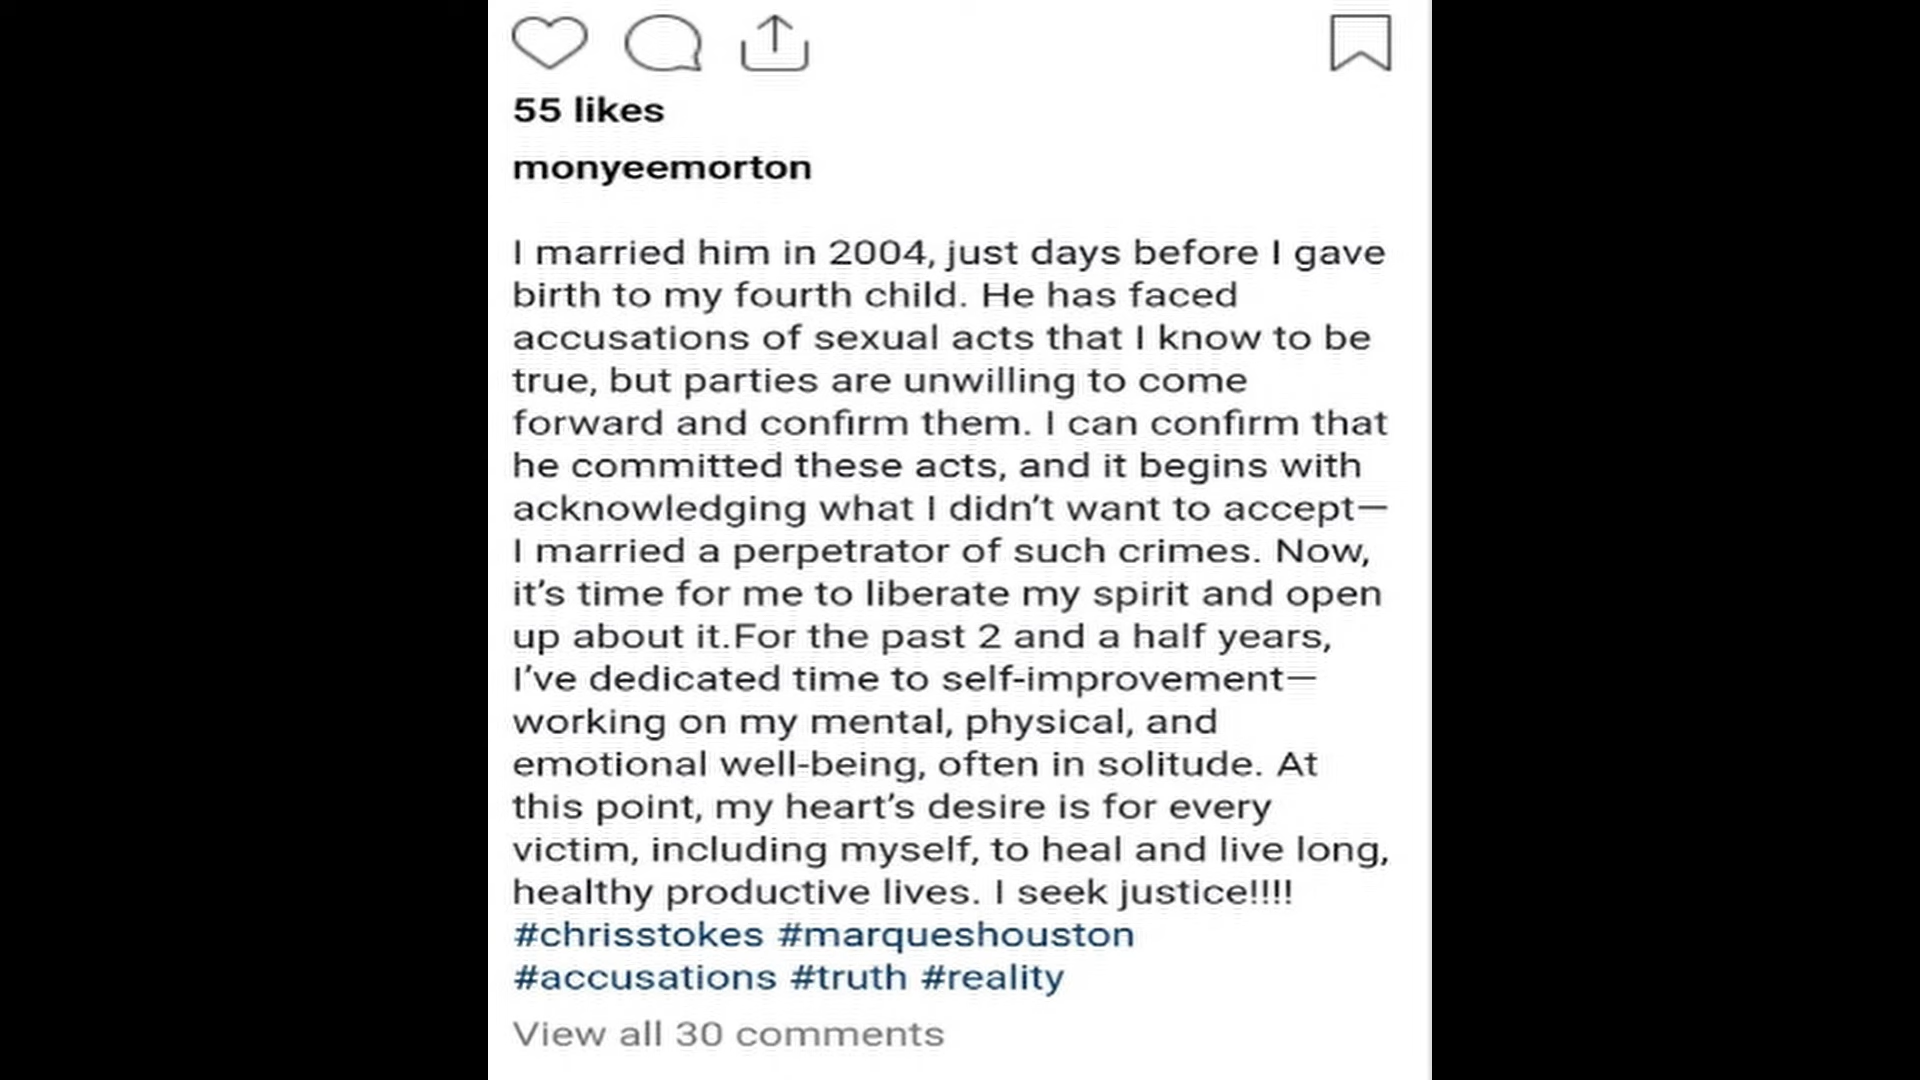 55 likes
monyeemorton
I married him in 2004, just days before I gave
birth to my fourth child. He has faced
accusations of sexual acts that I know to be
true, but parties are unwilling to come
forward and confirm them. I can confirm that
he committed these acts, and it begins with
acknowledging what I didn’t want to accept—
I married a perpetrator of such crimes. Now,
it’s time for me to liberate my spirit and open
up about it.For the past 2 and a half years,
I’ve dedicated time to self-improvement—
working on my mental, physical, and
emotional well-being, often in solitude. At
this point, my heart’s desire is for every
victim, including myself, to heal and live long,
healthy productive lives. I seek justice!!!!
#chrisstokes #marqueshouston
#accusations #truth #reality
View all 30 comments